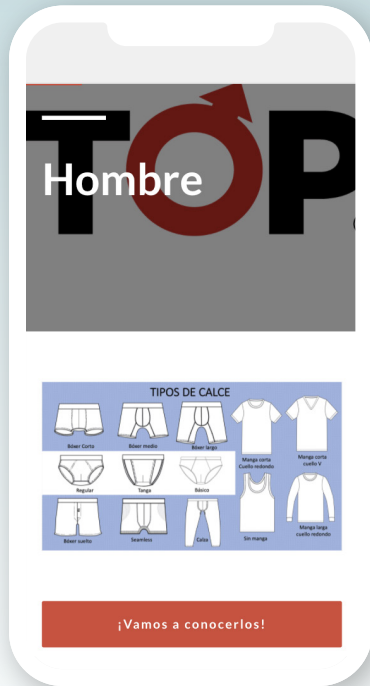 TOP
Hombre
TIPOS DE CALCE
Bóxer Corto
Bóxer medio
Bóxer largo
Manga corta
Cuello redondo
Manga corta
cuello V
Regular
Tanga
Básico
Bóxer suelto
Seamless
Calza
Sin manga
Manga larga
cuello redondo
¡Vamos a conocerlos!